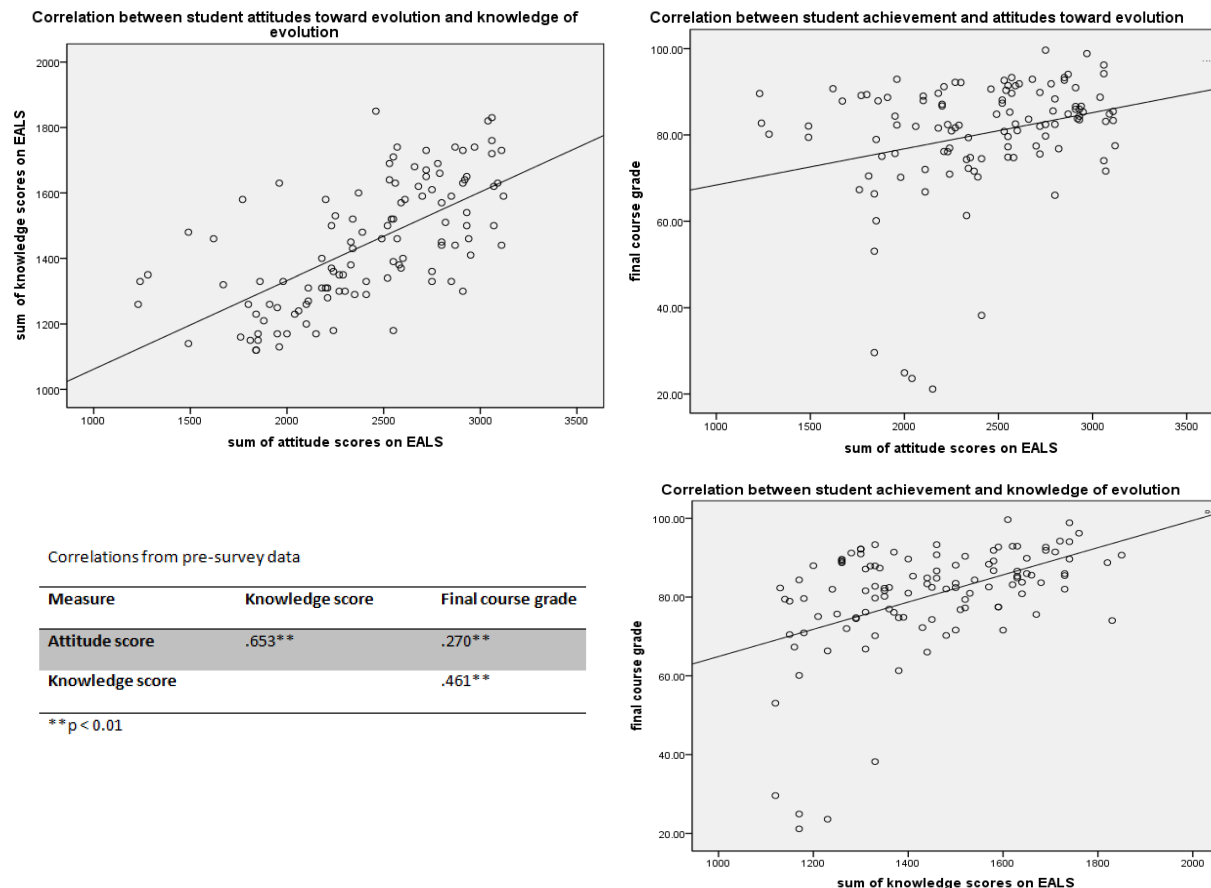 Correlation between student attitudes toward evolution and knowledge of
evolution
sum of knowledge scores on EALS
2000
1800
1600
1400
1200
1000
1000 1500 2000 2500 3000 3500
sum of attitude scores on EALS
Correlation between student achievement and attitudes toward evolution
final course grade
100.00
80.00
60.00
40.00
20.00
1000 1500 2000 2500 3000 3500
sum of attitude scores on EALS
Correlations from pre-survey data
Measure Knowledge score Final course grade
Attitude score .653** .270**
Knowledge score .461**
**p < 0.01
Correlation between student achievement and knowledge of evolution
final course grade
100.00
80.00
60.00
40.00
20.00
1000 1200 1400 1600 1800 2000
sum of knowledge scores on EALS